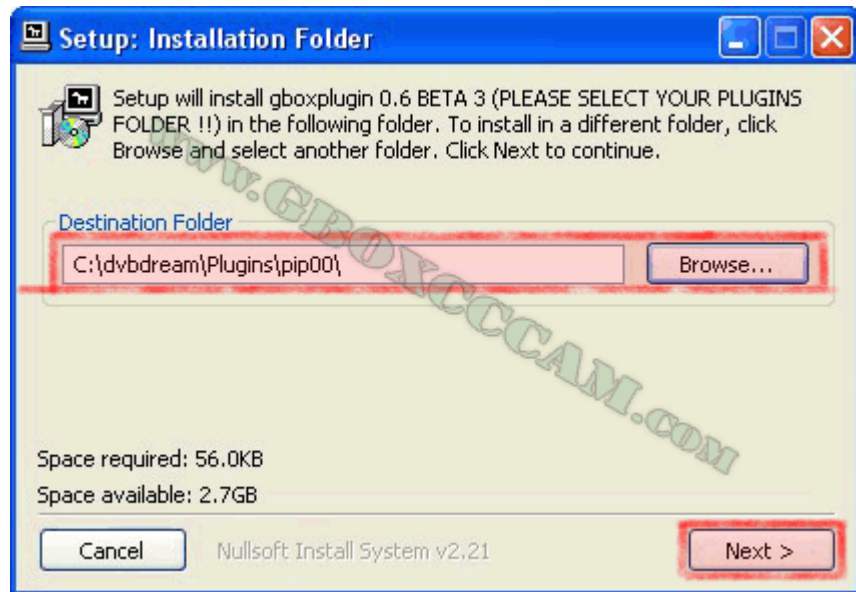 Setup: Installation Folder
Setup will install gboxplugin 0.6 BETA 3 (PLEASE SELECT YOUR PLUGINS
FOLDER !!) in the following folder. To install in a different folder, click
Browse and select another folder. Click Next to continue.
www.GBOXCCCAM.COM
Destination Folder
C:\dvbdream\Plugins\pip00\
Browse...
Space required: 56.0KB
Space available: 2.7GB
Cancel
Nullsoft Install System v2.21
Next >